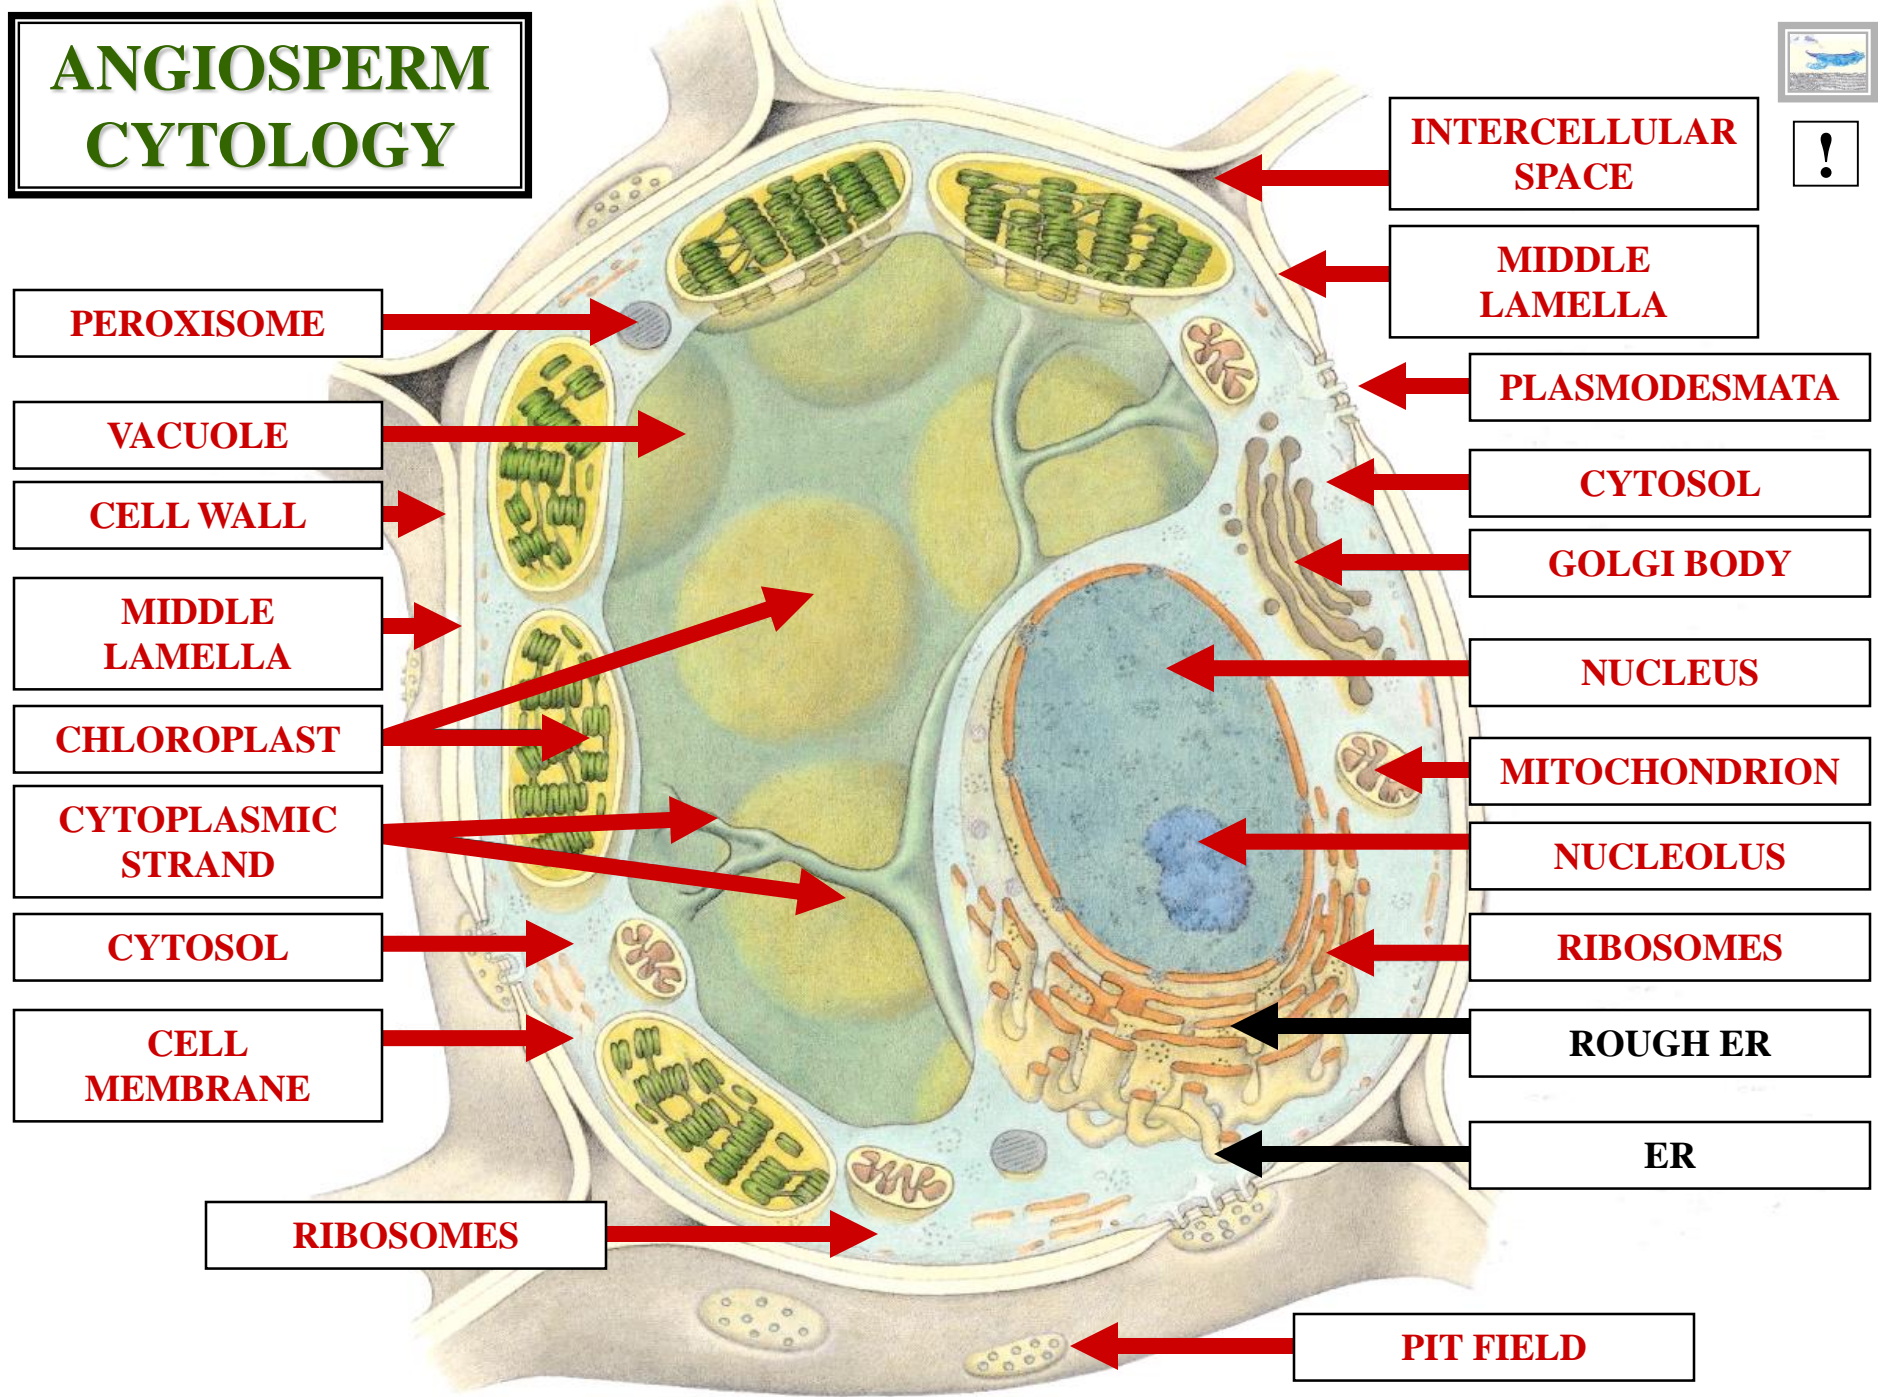 ANGIOSPERM
CYTOLOGY
!
INTERCELLULAR
SPACE
MIDDLE
LAMELLA
PLASMODESMATA
CYTOSOL
GOLGI BODY
NUCLEUS
MITOCHONDRION
NUCLEOLUS
RIBOSOMES
ROUGH ER
ER
PIT FIELD
PEROXISOME
VACUOLE
CELL WALL
MIDDLE
LAMELLA
CHLOROPLAST
CYTOPLASMIC
STRAND
CYTOSOL
CELL
MEMBRANE
RIBOSOMES